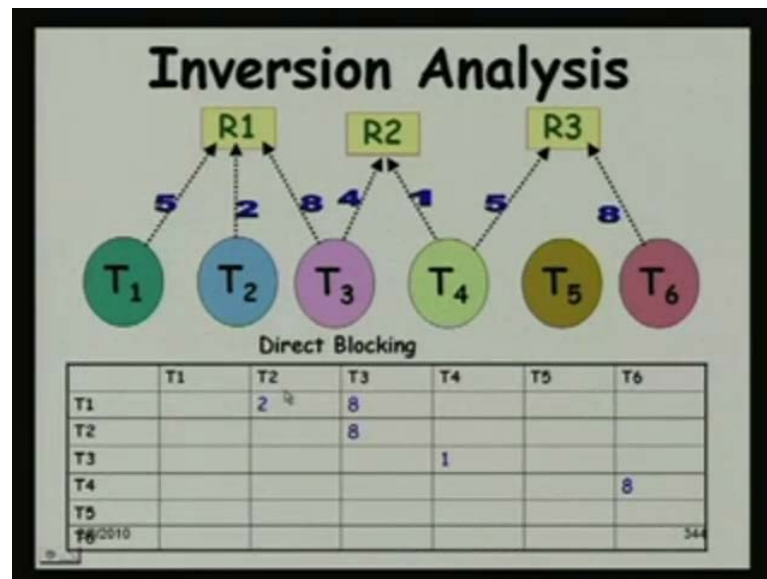 Inversion Analysis
R1 R2 R3
5 2 8 4 1 5 8
T1 T2 T3 T4 T5 T6
Direct Blocking
T1 T2 T3 T4 T5 T6
T1 2 8
T2 8
T3 1
T4 8
T5
T6 /2010 344